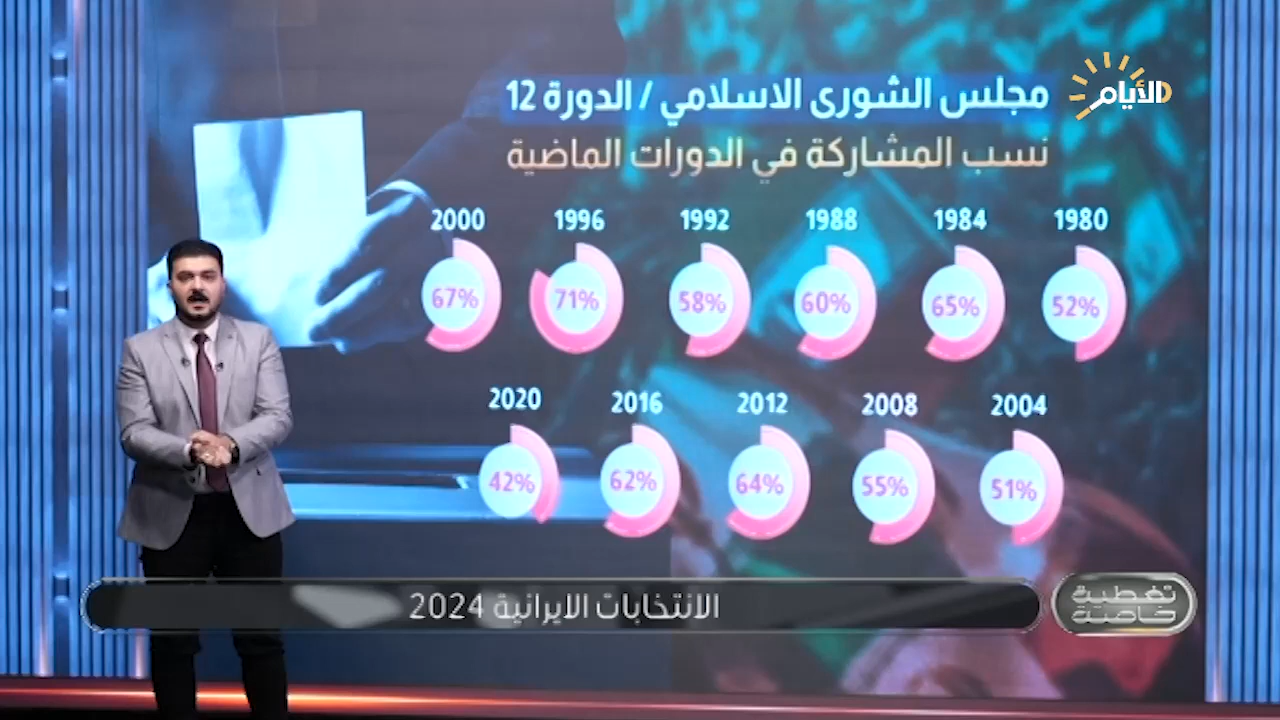 الأيام
مجلس الشورى الاسلامي / الدورة 12
نسب المشاركة في الدورات الماضية
1980 1984 1988 1992 1996 2000
52% 65% 60% 58% 71% 67%
2004 2008 2012 2016 2020
51% 55% 64% 62% 42%
تغطية
خاصة
الانتخابات الايرانية 2024